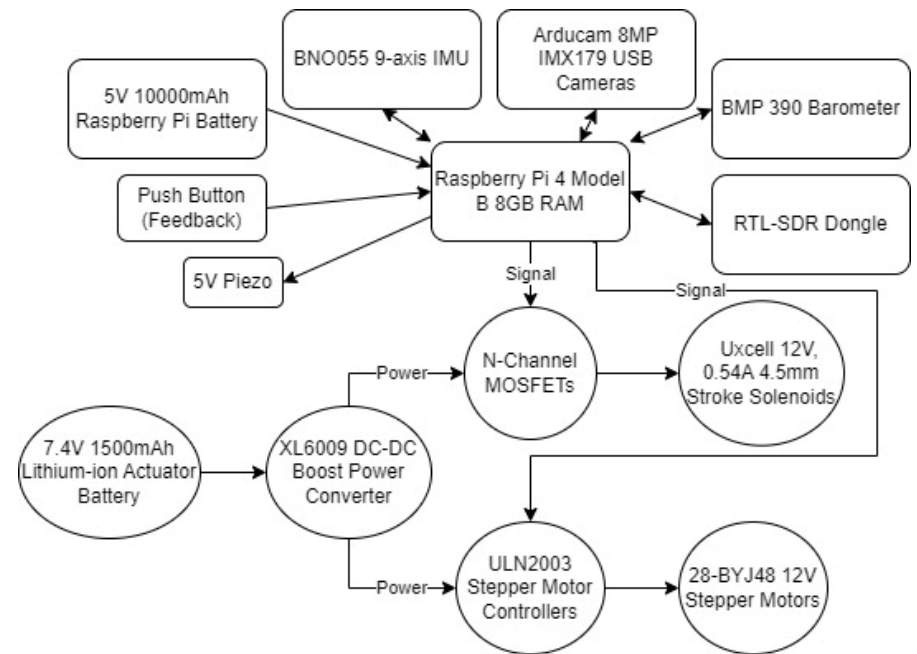 BNO055 9-axis IMU
Arducam 8MP
IMX179 USB
Cameras
5V 10000mAh
Raspberry Pi Battery
BMP 390 Barometer
Raspberry Pi 4 Model
B 8GB RAM
Push Button
(Feedback)
RTL-SDR Dongle
5V Piezo
Signal
Signal
N-Channel
MOSFETs
Uxcell 12V,
0.54A 4.5mm
Stroke Solenoids
Power
7.4V 1500mAh
Lithium-ion Actuator
Battery
XL6009 DC-DC
Boost Power
Converter
Power
ULN2003
Stepper Motor
Controllers
28-BYJ48 12V
Stepper Motors